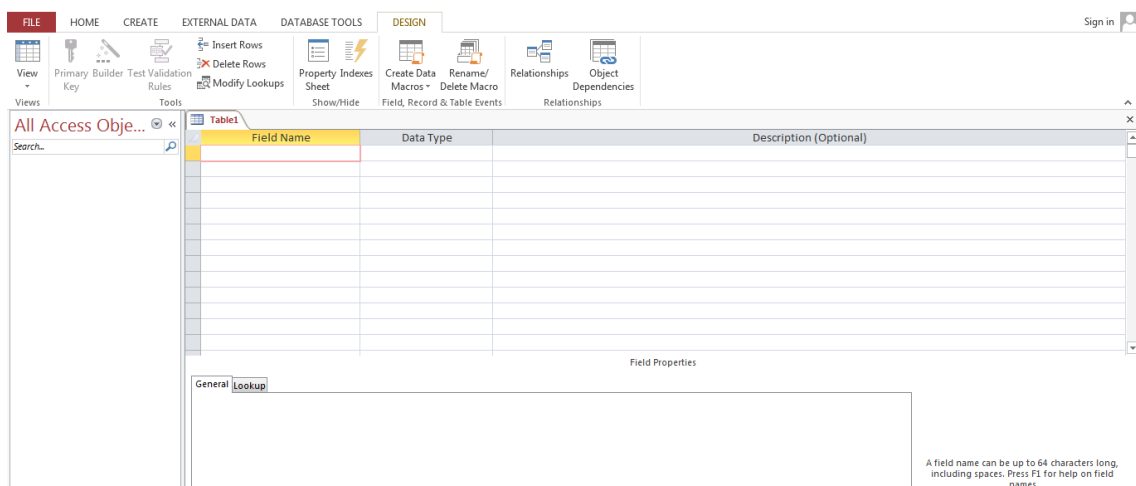 FILE HOME CREATE EXTERNAL DATA DATABASE TOOLS DESIGN Sign in
View
Views
Primary Key
Builder
Test Validation Rules
Insert Rows
Delete Rows
Modify Lookups
Tools
Property Sheet
Indexes
Show/Hide
Create Data Macros
Rename/ Delete Macro
Field, Record & Table Events
Relationships
Object Dependencies
Relationships
All Access Obje...
Search...
Table1
Field Name Data Type Description (Optional)
Field Properties
General Lookup
A field name can be up to 64 characters long,
including spaces. Press F1 for help on field
names.